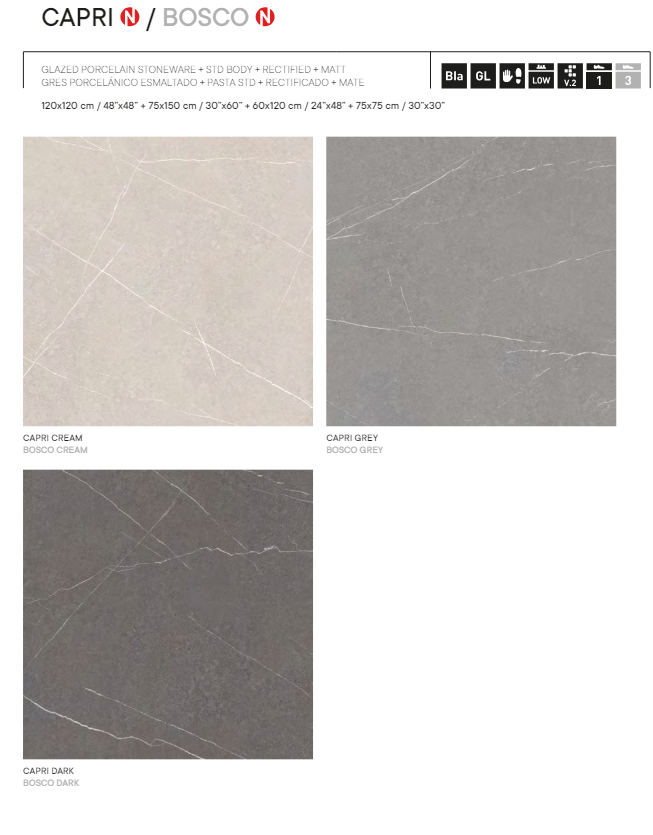 CAPRI N / BOSCO N
GLAZED PORCELAIN STONEWARE + STD BODY + RECTIFIED + MATT
GRES PORCELÁNICO ESMALTADO + PASTA STD + RECTIFICADO + MATE
BIa GL LOW V.2 1 3
120x120 cm / 48"x48" + 75x150 cm / 30"x60" + 60x120 cm / 24"x48" + 75x75 cm / 30"x30"
CAPRI CREAM
BOSCO CREAM
CAPRI GREY
BOSCO GREY
CAPRI DARK
BOSCO DARK